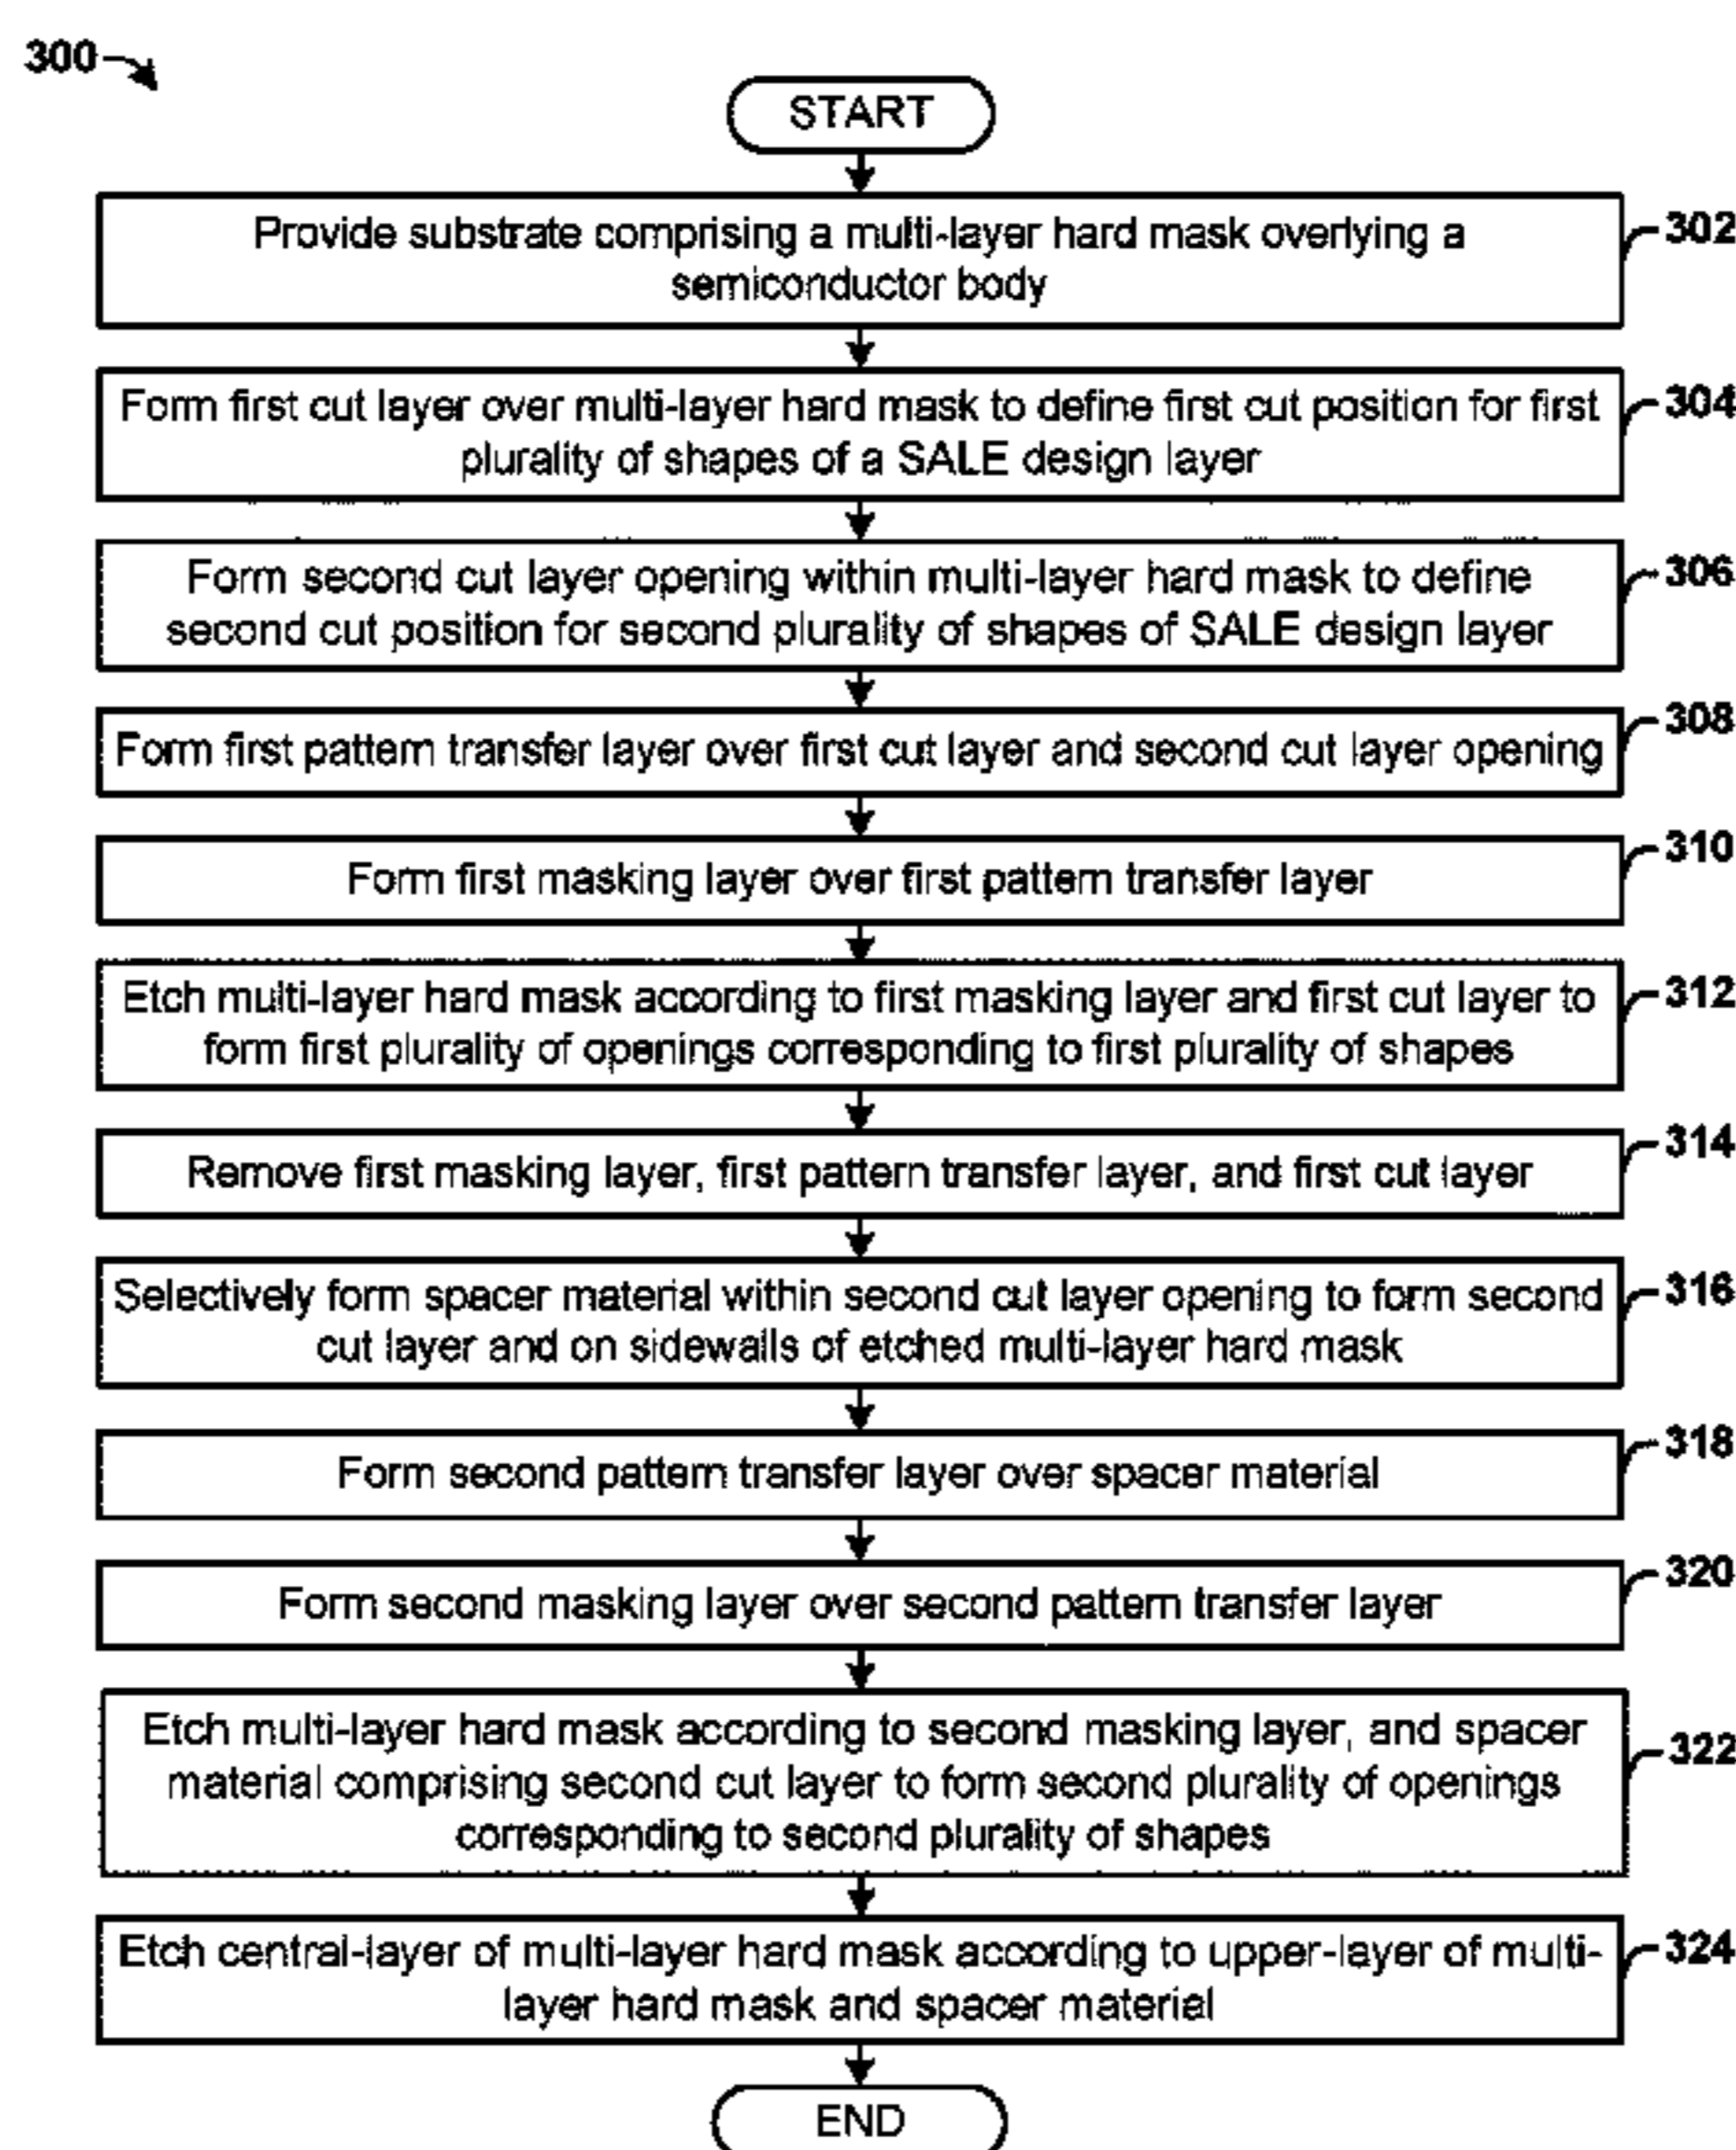 300
START
Provide substrate comprising a multi-layer hard mask overlying a
semiconductor body
302
Form first cut layer over multi-layer hard mask to define first cut position for first
plurality of shapes of a SALE design layer
304
Form second cut layer opening within multi-layer hard mask to define
second cut position for second plurality of shapes of SALE design layer
306
Form first pattern transfer layer over first cut layer and second cut layer opening
308
Form first masking layer over first pattern transfer layer
310
Etch multi-layer hard mask according to first masking layer and first cut layer to
form first plurality of openings corresponding to first plurality of shapes
312
Remove first masking layer, first pattern transfer layer, and first cut layer
314
Selectively form spacer material within second cut layer opening to form second
cut layer and on sidewalls of etched multi-layer hard mask
316
Form second pattern transfer layer over spacer material
318
Form second masking layer over second pattern transfer layer
320
Etch multi-layer hard mask according to second masking layer, and spacer
material comprising second cut layer to form second plurality of openings
corresponding to second plurality of shapes
322
Etch central-layer of multi-layer hard mask according to upper-layer of multi-
layer hard mask and spacer material
324
END